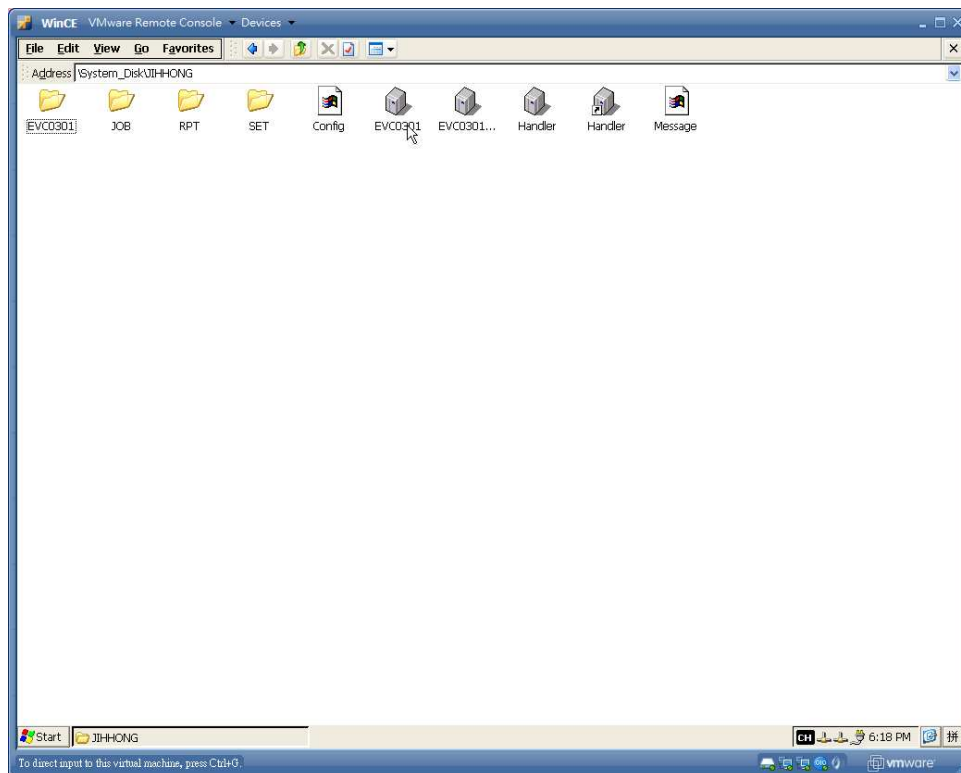 WinCE VMware Remote Console Devices
File Edit View Go Favorites
Address \System_Disk\JIHHONG
EVC0301 JOB RPT SET Config EVC0301 EVC0301... Handler Handler Message
Start JIHHONG CH 6:18 PM 拼
To direct input to this virtual machine, press Ctrl+G. vmware